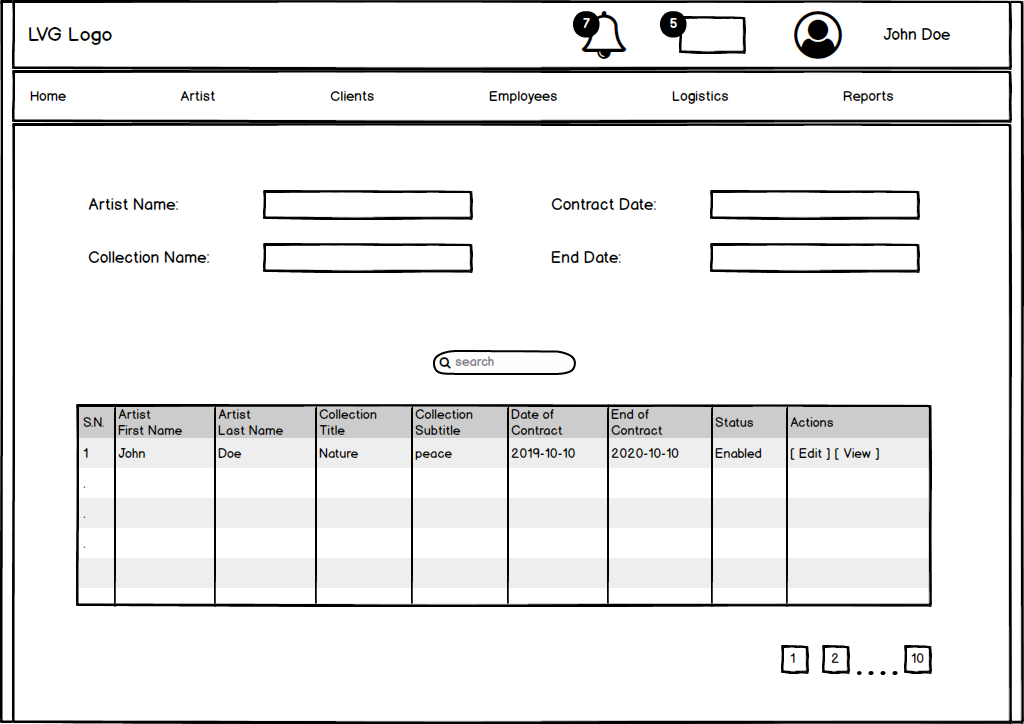 LVG Logo
7
5
John Doe
Home Artist Clients Employees Logistics Reports
Artist Name: Contract Date:
Collection Name: End Date:
search
S.N. Artist First Name Artist Last Name Collection Title Collection Subtitle Date of Contract End of Contract Status Actions
1 John Doe Nature peace 2019-10-10 2020-10-10 Enabled [ Edit ] [ View ]
.
.
.
1 2 .... 10